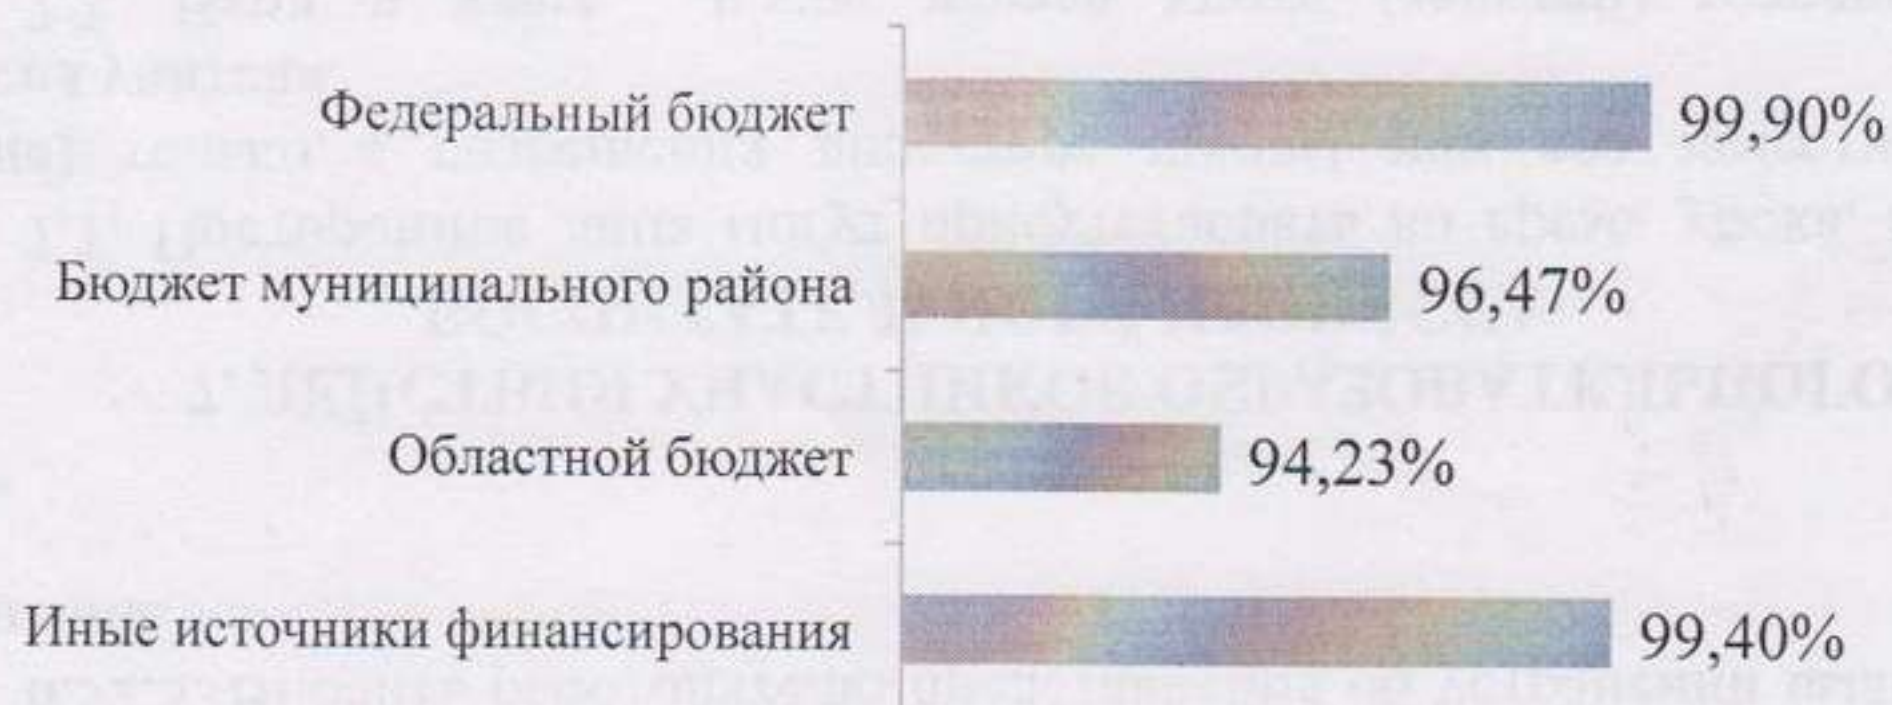 Федеральный бюджет 99,90%
Бюджет муниципального района 96,47%
Областной бюджет 94,23%
Иные источники финансирования 99,40%